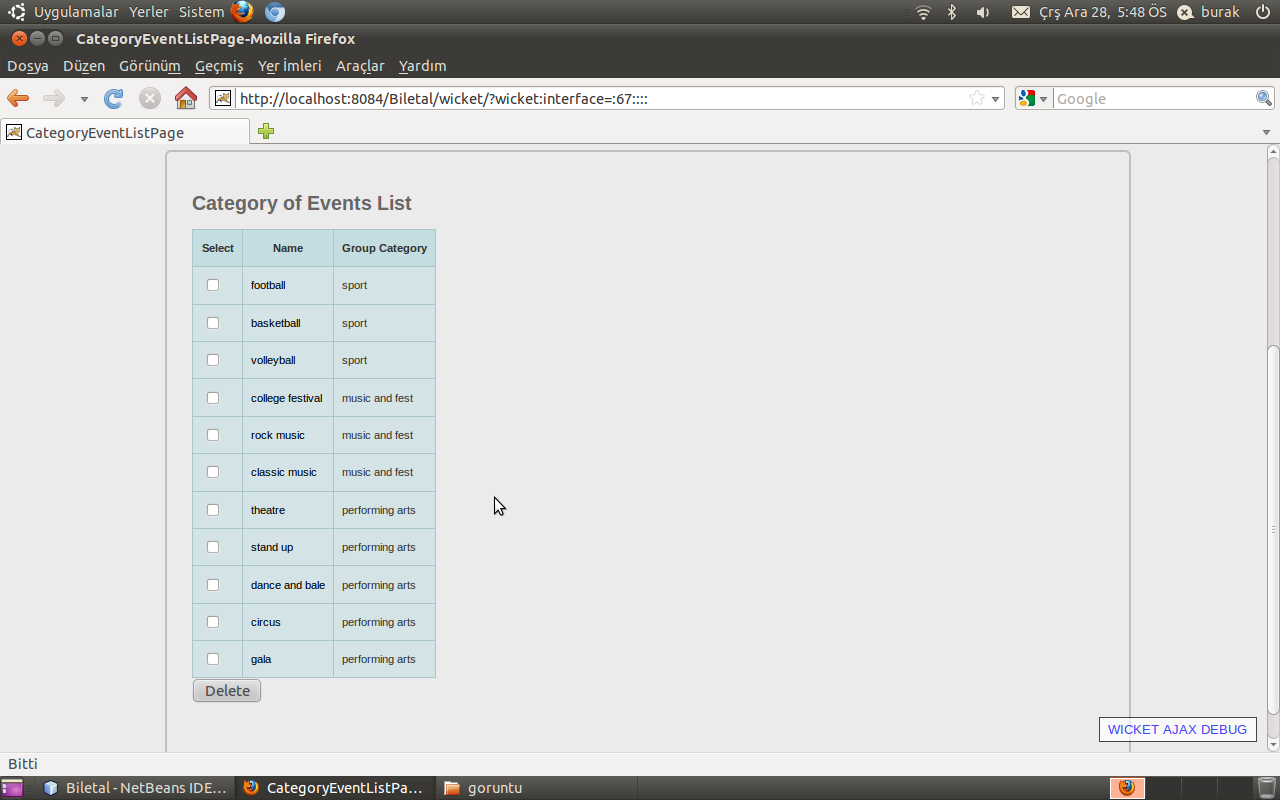 Uygulamalar Yerler Sistem Çrş Ara 28, 5:48 ÖS burak
CategoryEventListPage-Mozilla Firefox
Dosya Düzen Görünüm Geçmiş Yer İmleri Araçlar Yardım
http://localhost:8084/Biletal/wicket/?wicket:interface=:67:::: Google
CategoryEventListPage
Category of Events List
Select Name Group Category
football sport
basketball sport
volleyball sport
college festival music and fest
rock music music and fest
classic music music and fest
theatre performing arts
stand up performing arts
dance and bale performing arts
circus performing arts
gala performing arts
Delete
WICKET AJAX DEBUG
Bitti
Biletal - NetBeans IDE... CategoryEventListPa... goruntu